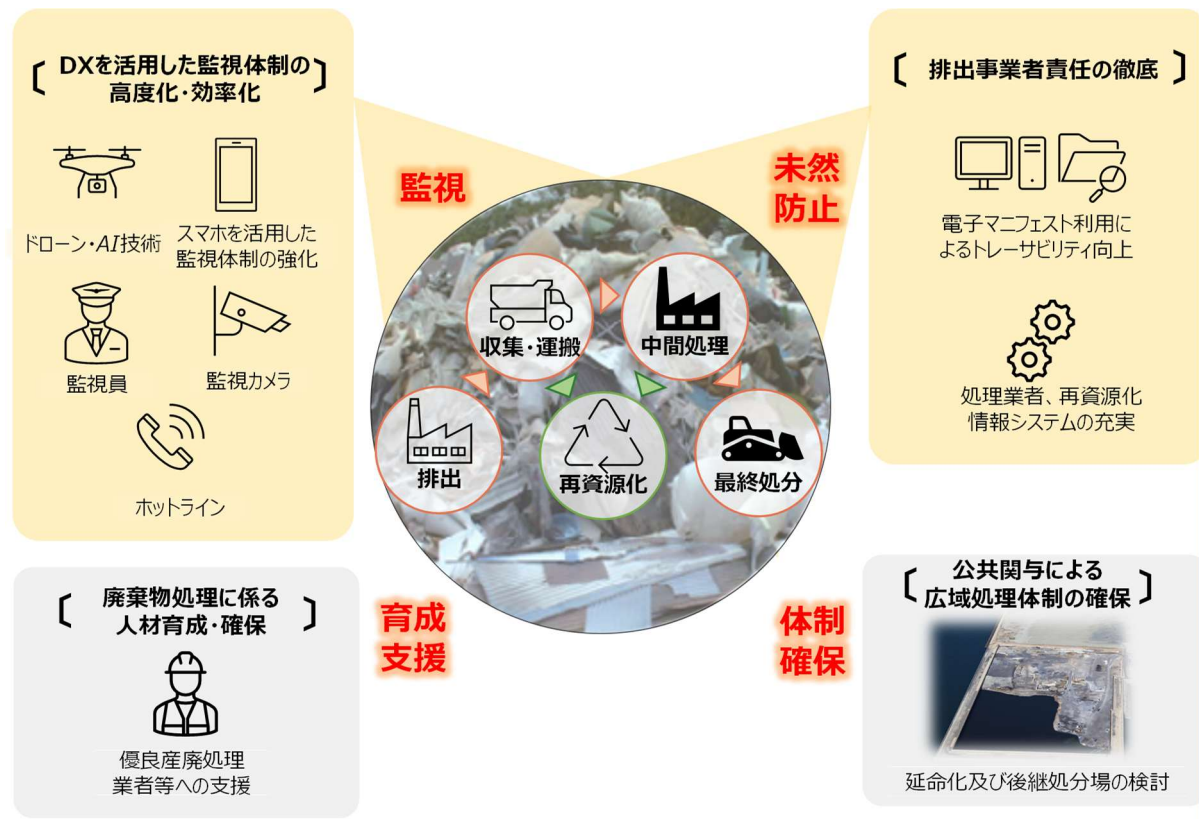 〔 DXを活用した監視体制の 〕
高度化・効率化
ドローン・AI技術
スマホを活用した
監視体制の強化
監視員
監視カメラ
ホットライン
監視
未然
防止
〔 排出事業者責任の徹底 〕
電子マニフェスト利用に
よるトレーサビリティ向上
処理業者、再資源化
情報システムの充実
収集・運搬
中間処理
排出
再資源化
最終処分
育成
支援
体制
確保
〔 廃棄物処理に係る 〕
人材育成・確保
優良産廃処理
業者等への支援
〔 公共関与による 〕
広域処理体制の確保
延命化及び後継処分場の検討